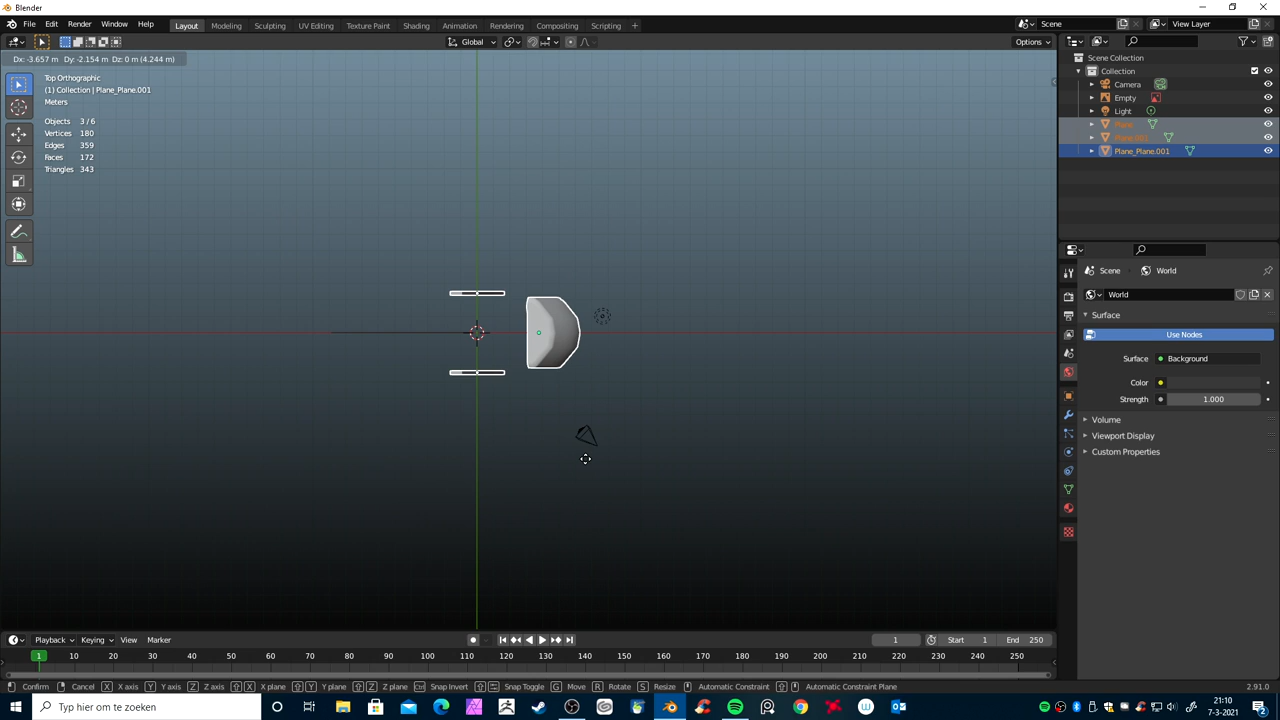 Blender
File Edit Render Window Help Layout Modeling Sculpting UV Editing Texture Paint Shading Animation Rendering Compositing Scripting Scene View Layer
Global Options
Dx: -3.657 m Dy: -2.154 m Dz: 0 m (4.244 m)
Top Orthographic
(1) Collection | Plane_Plane.001
Meters
Objects 3 / 6
Vertices 180
Edges 359
Faces 172
Triangles 343
Scene Collection
Collection
Camera
Empty
Light
Plane
Plane.002
Plane_Plane.001
Scene World
World
Surface
Use Nodes
Surface Background
Color
Strength 1.000
Volume
Viewport Display
Custom Properties
Playback Keying View Marker 1 Start 1 End 250
1 10 20 30 40 50 60 70 80 90 100 110 120 130 140 150 160 170 180 190 200 210 220 230 240 250
Confirm Cancel X X axis Y Y axis Z Z axis X X plane Y Y plane Z Z plane Ctrl Snap Invert Snap Toggle G Move R Rotate S Resize Automatic Constraint Automatic Constraint Plane 2.91.0
Typ hier om te zoeken
21:10
7-3-2021